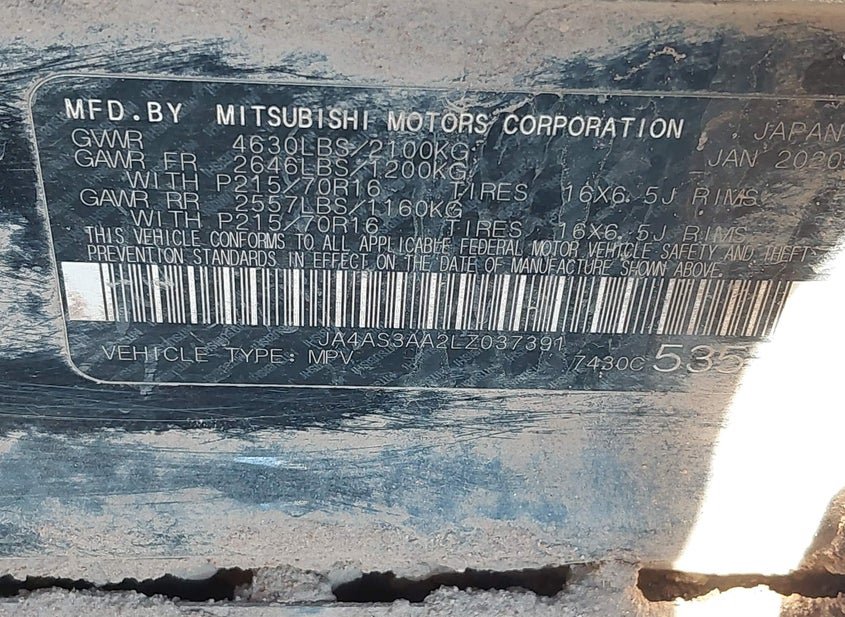 MFD.BY MITSUBISHI MOTORS CORPORATION JAPAN
GVWR 4630LBS/2100KG JAN 2020
GAWR FR 2646LBS/1200KG
WITH P215/70R16 TIRES 16X6.5J RIMS
GAWR RR 2557LBS/1160KG
WITH P215/70R16 TIRES 16X6.5J RIMS
THIS VEHICLE CONFORMS TO ALL APPLICABLE FEDERAL MOTOR VEHICLE SAFETY AND THEFT
PREVENTION STANDARDS IN EFFECT ON THE DATE OF MANUFACTURE SHOWN ABOVE.
JA4AS3AA2LZ037391
VEHICLE TYPE: MPV 7430C 535